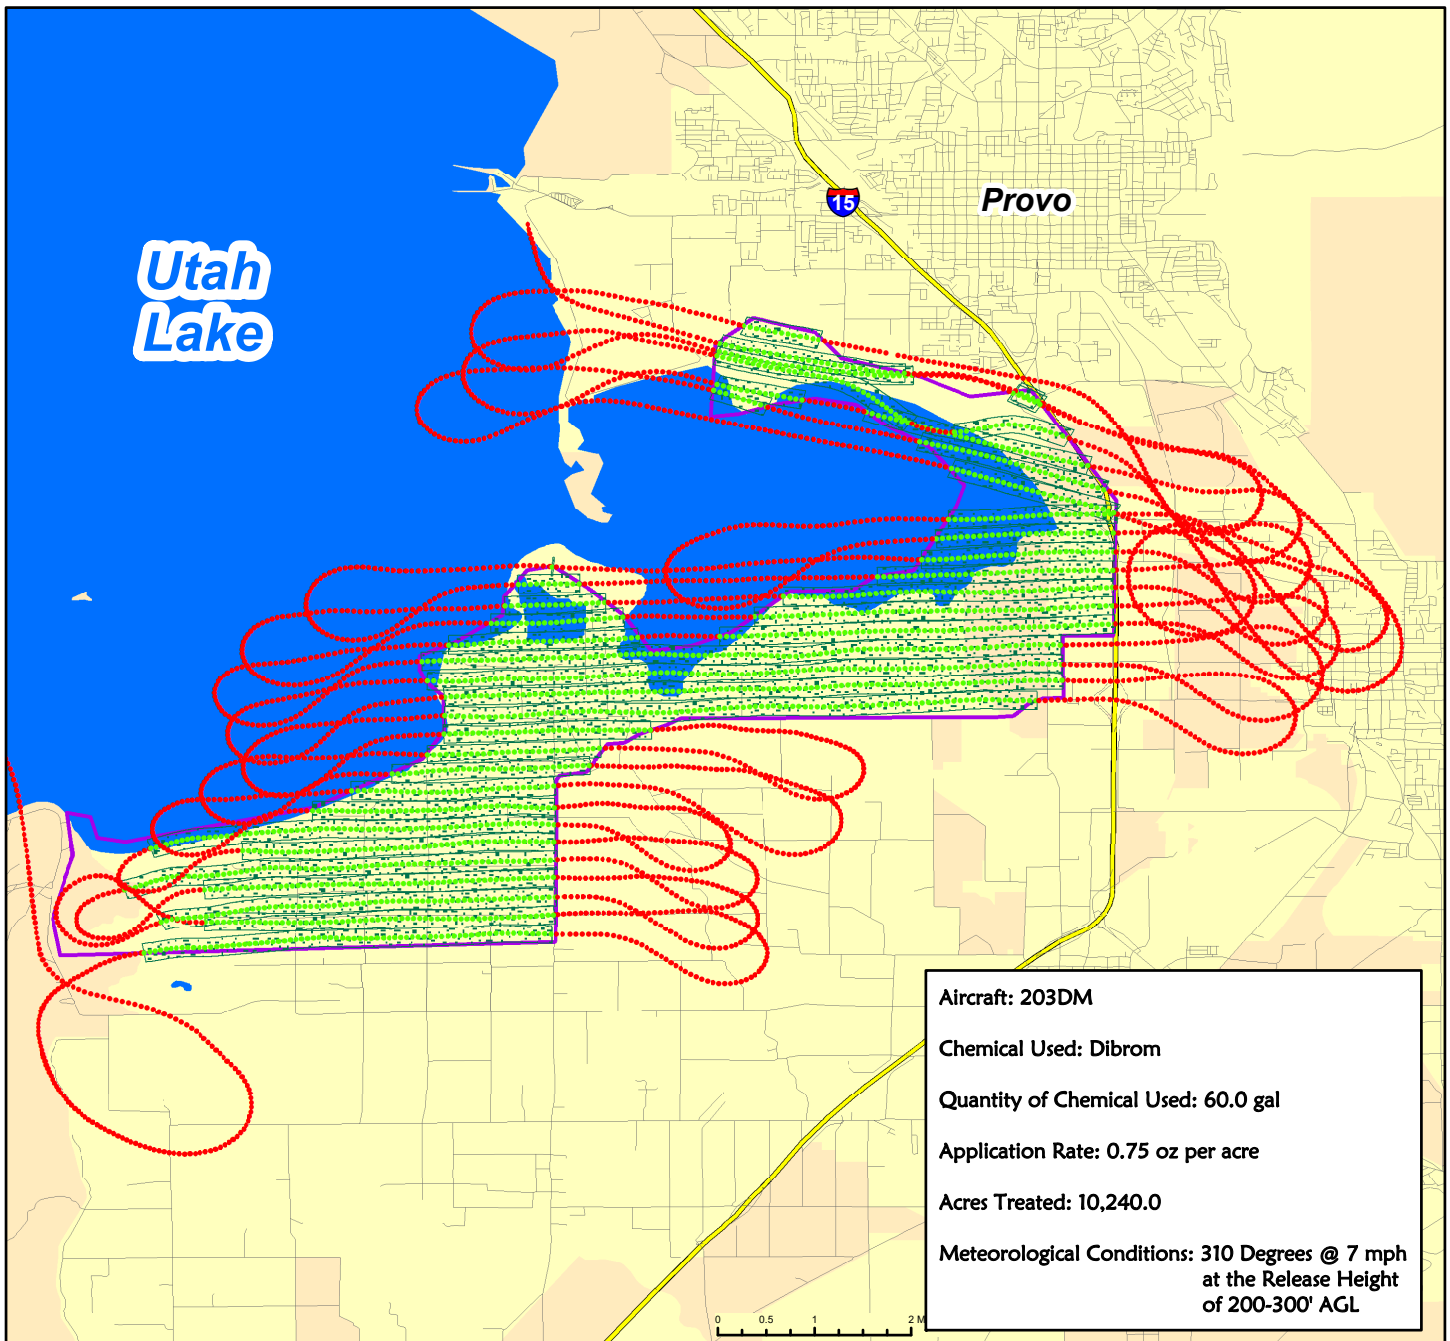 Utah
Lake
15
Provo
Aircraft: 203DM
Chemical Used: Dibrom
Quantity of Chemical Used: 60.0 gal
Application Rate: 0.75 oz per acre
Acres Treated: 10,240.0
Meteorological Conditions: 310 Degrees @ 7 mph
at the Release Height
of 200-300' AGL
0 0.5 1 2 M